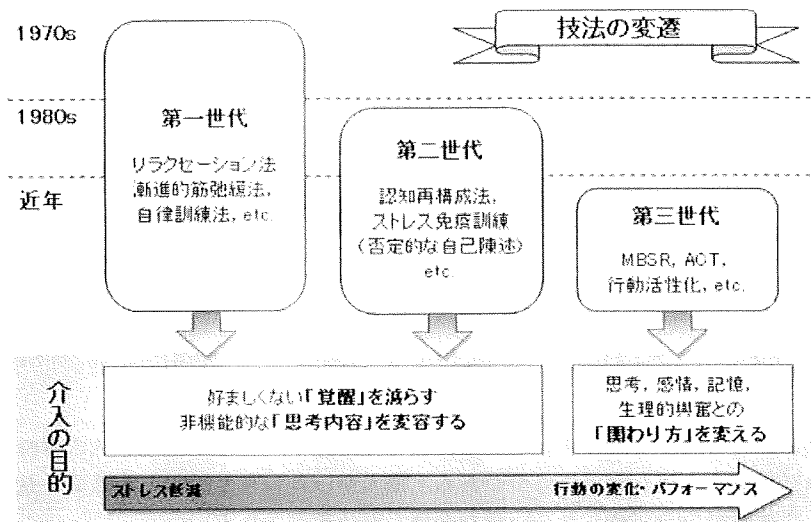 技法の変遷
1970s
1980s
近年
第一世代
リラクセーション法
漸進的筋弛緩法,
自律訓練法, etc.
第二世代
認知再構成法,
ストレス免疫訓練
(否定的な自己陳述)
etc.
第三世代
MBSR, ACT,
行動活性化, etc.
介入の目的
好ましくない「覚醒」を減らす
非機能的な「思考内容」を変容する
思考, 感情, 記憶,
生理的興奮との
「関わり方」を変える
ストレス低減
行動の変化・パフォーマンス